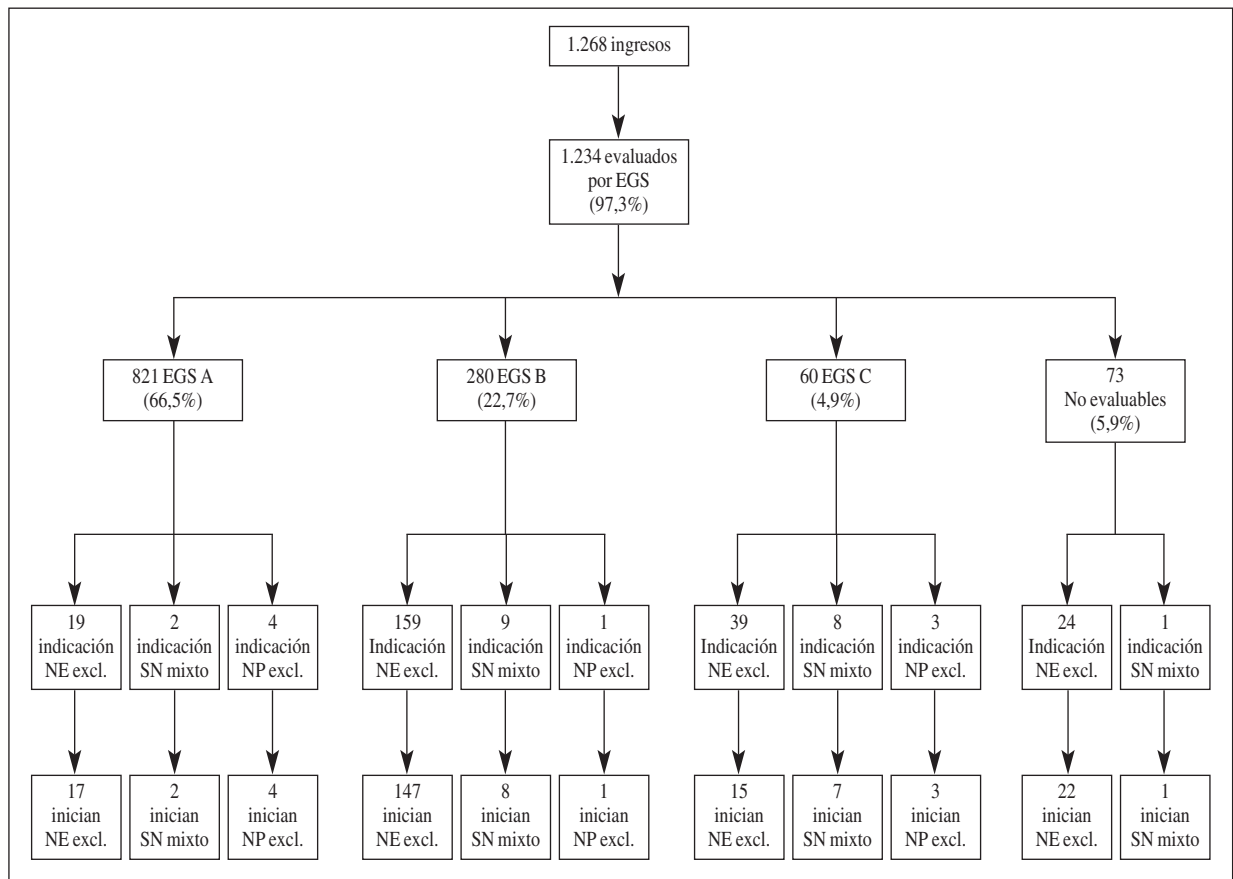 1.268 ingresos
1.234 evaluados
por EGS
(97,3%)
821 EGS A
(66,5%)
280 EGS B
(22,7%)
60 EGS C
(4,9%)
73
No evaluables
(5,9%)
19
indicación
NE excl.
2
indicación
SN mixto
4
indicación
NP excl.
159
Indicación
NE excl.
9
indicación
SN mixto
1
indicación
NP excl.
39
Indicación
NE excl.
8
indicación
SN mixto
3
indicación
NP excl.
24
Indicación
NE excl.
1
indicación
SN mixto
17
inician
NE excl.
2
inician
SN mixto
4
inician
NP excl.
147
inician
NE excl.
8
inician
SN mixto
1
inician
NP excl.
15
inician
NE excl.
7
inician
SN mixto
3
inician
NP excl.
22
inician
NE excl.
1
inician
SN mixto